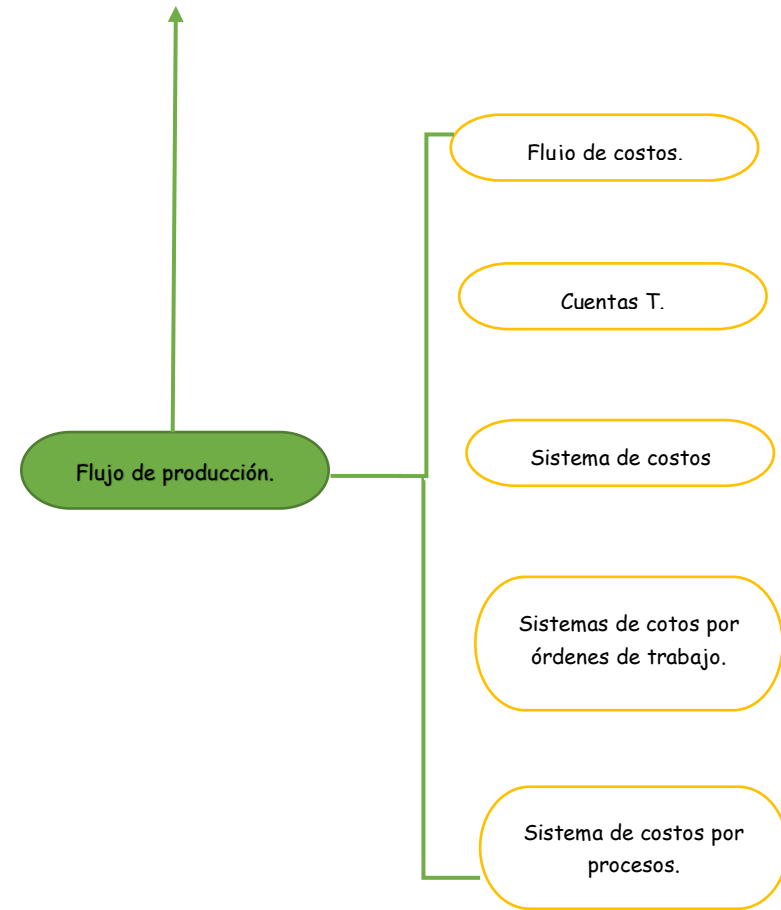 Flujo de costos.
Cuentas T.
Sistema de costos
Flujo de producción.
Sistemas de cotos por
órdenes de trabajo.
Sistema de costos por
procesos.